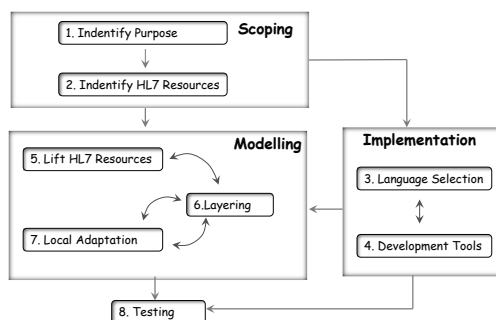 Scoping
1. Indentify Purpose
2. Indentify HL7 Resources
Modelling
5. Lift HL7 Resources
6.Layering
7. Local Adaptation
Implementation
3. Language Selection
4. Development Tools
8. Testing